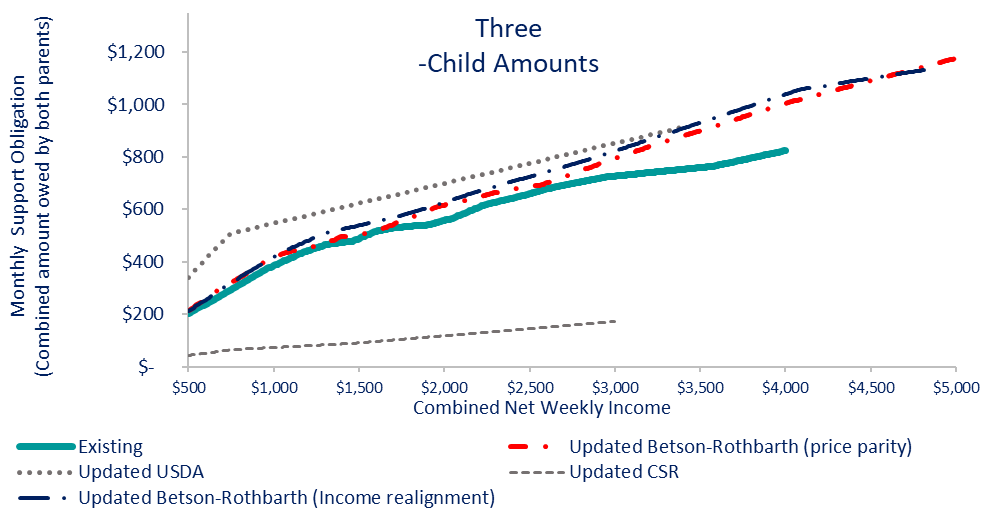 Three
-Child Amounts
Monthly Support Obligation
(Combined amount owed by both parents)
$1,200
$1,000
$800
$600
$400
$200
$-
$500 $1,000 $1,500 $2,000 $2,500 $3,000 $3,500 $4,000 $4,500 $5,000
Combined Net Weekly Income
Existing
Updated Betson-Rothbarth (price parity)
Updated USDA
Updated CSR
Updated Betson-Rothbarth (Income realignment)